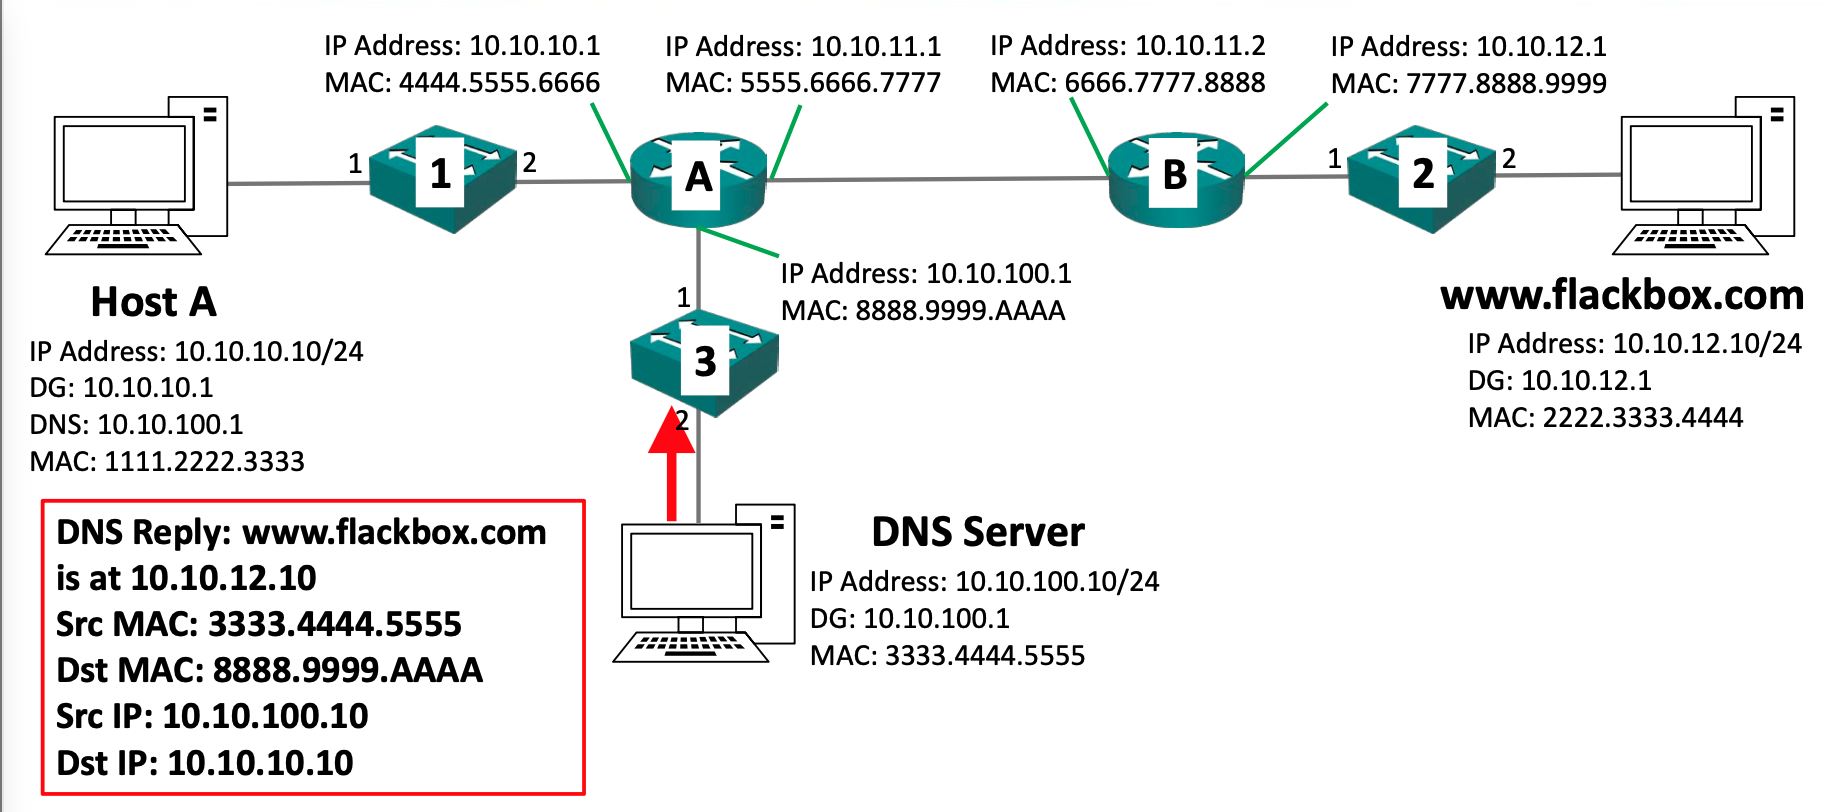 IP Address: 10.10.10.1
MAC: 4444.5555.6666
IP Address: 10.10.11.1
MAC: 5555.6666.7777
IP Address: 10.10.11.2
MAC: 6666.7777.8888
IP Address: 10.10.12.1
MAC: 7777.8888.9999
1
1
2
A
B
1
2
2
IP Address: 10.10.100.1
MAC: 8888.9999.AAAA
Host A
IP Address: 10.10.10.10/24
DG: 10.10.10.1
DNS: 10.10.100.1
MAC: 1111.2222.3333
1
3
2
www.flackbox.com
IP Address: 10.10.12.10/24
DG: 10.10.12.1
MAC: 2222.3333.4444
DNS Reply: www.flackbox.com
is at 10.10.12.10
Src MAC: 3333.4444.5555
Dst MAC: 8888.9999.AAAA
Src IP: 10.10.100.10
Dst IP: 10.10.10.10
DNS Server
IP Address: 10.10.100.10/24
DG: 10.10.100.1
MAC: 3333.4444.5555